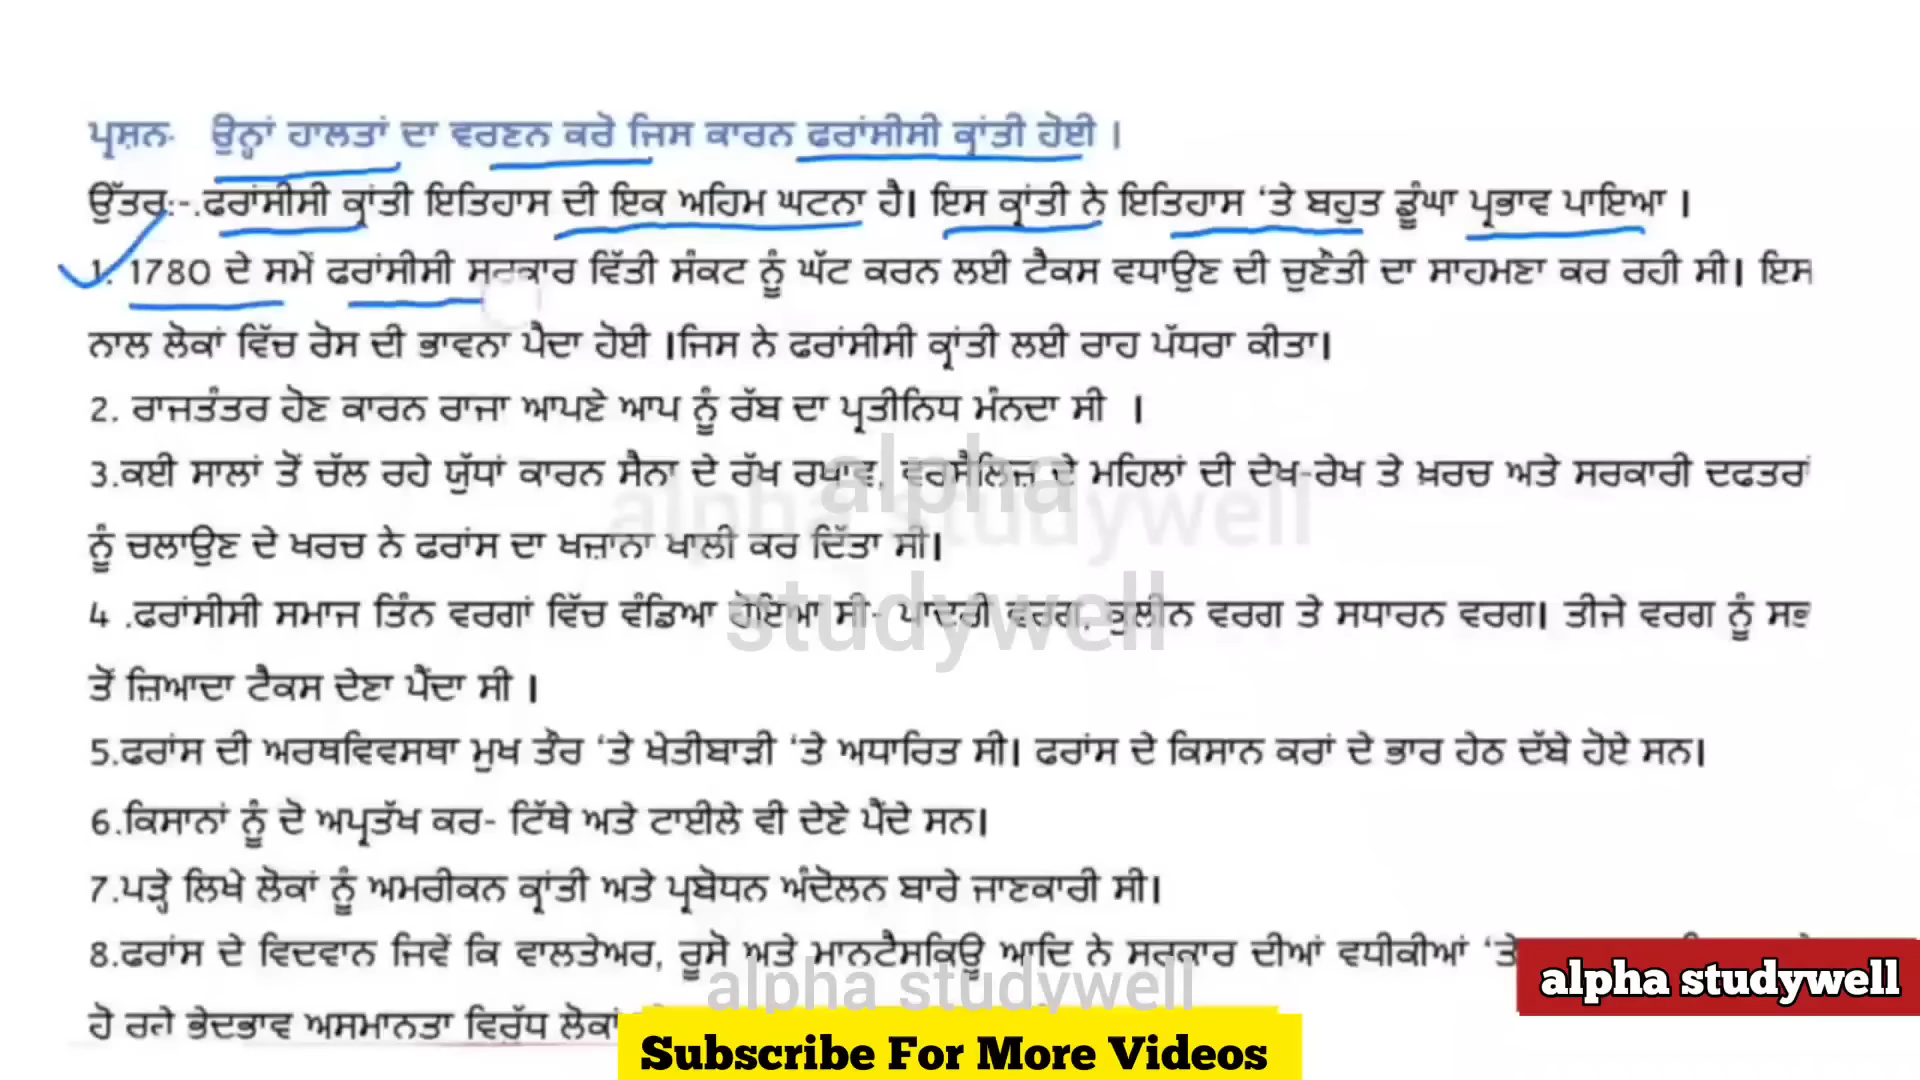 ਪ੍ਰਸ਼ਨ- ਉਨ੍ਹਾਂ ਹਾਲਤਾਂ ਦਾ ਵਰਣਨ ਕਰੋ ਜਿਸ ਕਾਰਨ ਫਰਾਂਸੀਸੀ ਕ੍ਰਾਂਤੀ ਹੋਈ ।
ਉੱਤਰ:-.ਫਰਾਂਸੀਸੀ ਕ੍ਰਾਂਤੀ ਇਤਿਹਾਸ ਦੀ ਇਕ ਅਹਿਮ ਘਟਨਾ ਹੈ। ਇਸ ਕ੍ਰਾਂਤੀ ਨੇ ਇਤਿਹਾਸ ‘ਤੇ ਬਹੁਤ ਡੂੰਘਾ ਪ੍ਰਭਾਵ ਪਾਇਆ ।
1. 1780 ਦੇ ਸਮੇਂ ਫਰਾਂਸੀਸੀ ਸਰਕਾਰ ਵਿੱਤੀ ਸੰਕਟ ਨੂੰ ਘੱਟ ਕਰਨ ਲਈ ਟੈਕਸ ਵਧਾਉਣ ਦੀ ਚੁਣੌਤੀ ਦਾ ਸਾਹਮਣਾ ਕਰ ਰਹੀ ਸੀ। ਇਸ
ਨਾਲ ਲੋਕਾਂ ਵਿੱਚ ਰੋਸ ਦੀ ਭਾਵਨਾ ਪੈਦਾ ਹੋਈ ।ਜਿਸ ਨੇ ਫਰਾਂਸੀਸੀ ਕ੍ਰਾਂਤੀ ਲਈ ਰਾਹ ਪੱਧਰਾ ਕੀਤਾ।
2. ਰਾਜਤੰਤਰ ਹੋਣ ਕਾਰਨ ਰਾਜਾ ਆਪਣੇ ਆਪ ਨੂੰ ਰੱਬ ਦਾ ਪ੍ਰਤੀਨਿਧ ਮੰਨਦਾ ਸੀ ।
3.ਕਈ ਸਾਲਾਂ ਤੋਂ ਚੱਲ ਰਹੇ ਯੁੱਧਾਂ ਕਾਰਨ ਸੈਨਾ ਦੇ ਰੱਖ ਰਖਾਵ, ਵਰਸੈਲਿਜ਼ ਦੇ ਮਹਿਲਾਂ ਦੀ ਦੇਖ-ਰੇਖ ਤੇ ਖ਼ਰਚ ਅਤੇ ਸਰਕਾਰੀ ਦਫਤਰਾਂ
ਨੂੰ ਚਲਾਉਣ ਦੇ ਖਰਚ ਨੇ ਫਰਾਂਸ ਦਾ ਖਜ਼ਾਨਾ ਖਾਲੀ ਕਰ ਦਿੱਤਾ ਸੀ।
4 .ਫਰਾਂਸੀਸੀ ਸਮਾਜ ਤਿੰਨ ਵਰਗਾਂ ਵਿੱਚ ਵੰਡਿਆ ਹੋਇਆ ਸੀ- ਪਾਦਰੀ ਵਰਗ, ਕੁਲੀਨ ਵਰਗ ਤੇ ਸਧਾਰਨ ਵਰਗ। ਤੀਜੇ ਵਰਗ ਨੂੰ
ਤੋਂ ਜ਼ਿਆਦਾ ਟੈਕਸ ਦੇਣਾ ਪੈਂਦਾ ਸੀ ।
5.ਫਰਾਂਸ ਦੀ ਅਰਥਵਿਵਸਥਾ ਮੁਖ ਤੌਰ ‘ਤੇ ਖੇਤੀਬਾੜੀ ‘ਤੇ ਅਧਾਰਿਤ ਸੀ। ਫਰਾਂਸ ਦੇ ਕਿਸਾਨ ਕਰਾਂ ਦੇ ਭਾਰ ਹੇਠ ਦੱਬੇ ਹੋਏ ਸਨ।
6.ਕਿਸਾਨਾਂ ਨੂੰ ਦੋ ਅਪ੍ਰਤੱਖ ਕਰ- ਟਿੱਥੇ ਅਤੇ ਟਾਈਲੇ ਵੀ ਦੇਣੇ ਪੈਂਦੇ ਸਨ।
7.ਪੜ੍ਹੇ ਲਿਖੇ ਲੋਕਾਂ ਨੂੰ ਅਮਰੀਕਨ ਕ੍ਰਾਂਤੀ ਅਤੇ ਪ੍ਰਬੋਧਨ ਅੰਦੋਲਨ ਬਾਰੇ ਜਾਣਕਾਰੀ ਸੀ।
8.ਫਰਾਂਸ ਦੇ ਵਿਦਵਾਨ ਜਿਵੇਂ ਕਿ ਵਾਲਤੇਅਰ, ਰੂਸੋ ਅਤੇ ਮਾਨਟੈਸਕਿਊ ਆਦਿ ਨੇ ਸਰਕਾਰ ਦੀਆਂ ਵਧੀਕੀਆਂ ‘ਤੇ
ਹੋ ਰਹੇ ਭੇਦਭਾਵ ਅਸਮਾਨਤਾ ਵਿਰੁੱਧ ਲੋਕਾਂ
alpha studywell
alpha
studywell
alpha studywell
alpha studywell
Subscribe For More Videos